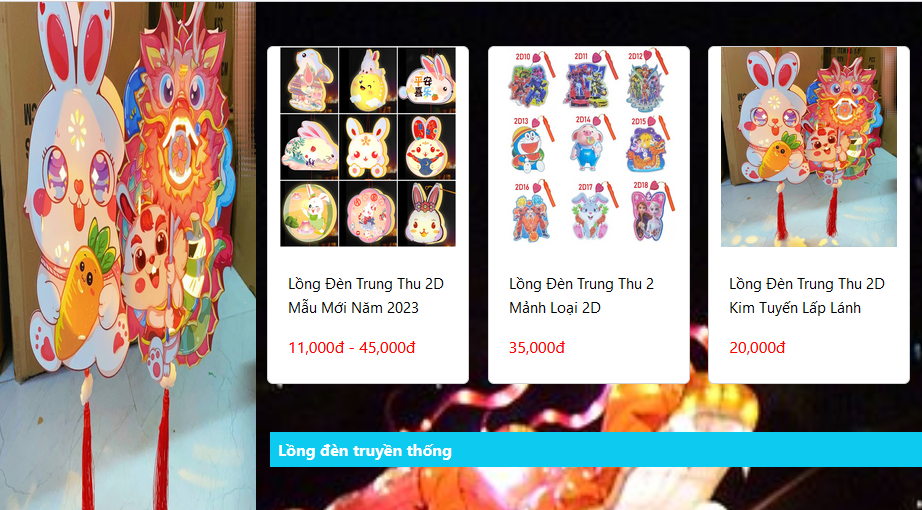 平安
喜乐
2D10
2D11
2D12
2D13
2D14
2D15
2D16
2D17
2D18
Lồng Đèn Trung Thu 2D
Mẫu Mới Năm 2023
11,000đ - 45,000đ
Lồng Đèn Trung Thu 2
Mảnh Loại 2D
35,000đ
Lồng Đèn Trung Thu 2D
Kim Tuyến Lấp Lánh
20,000đ
Lồng đèn truyền thống